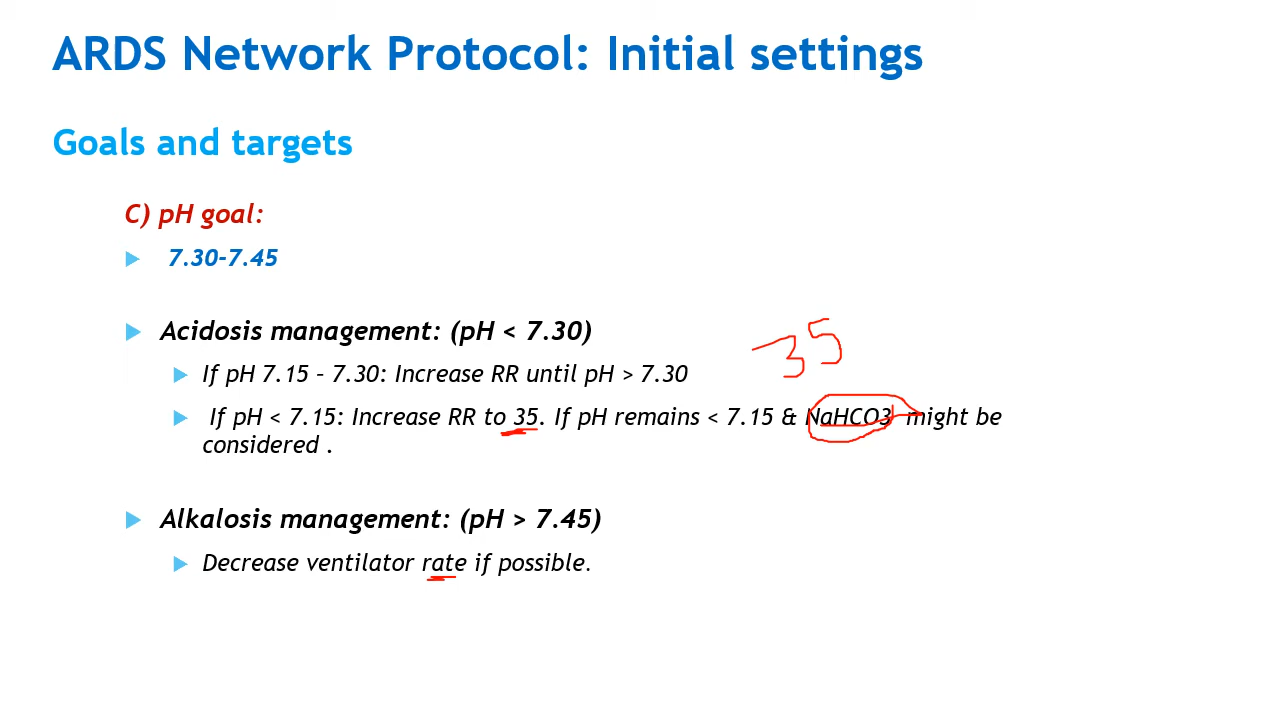 ARDS Network Protocol: Initial settings
Goals and targets
C) pH goal:
7.30-7.45
Acidosis management: (pH < 7.30)
35
If pH 7.15 – 7.30: Increase RR until pH > 7.30
If pH < 7.15: Increase RR to 35. If pH remains < 7.15 & NaHCO3 might be
considered .
Alkalosis management: (pH > 7.45)
Decrease ventilator rate if possible.